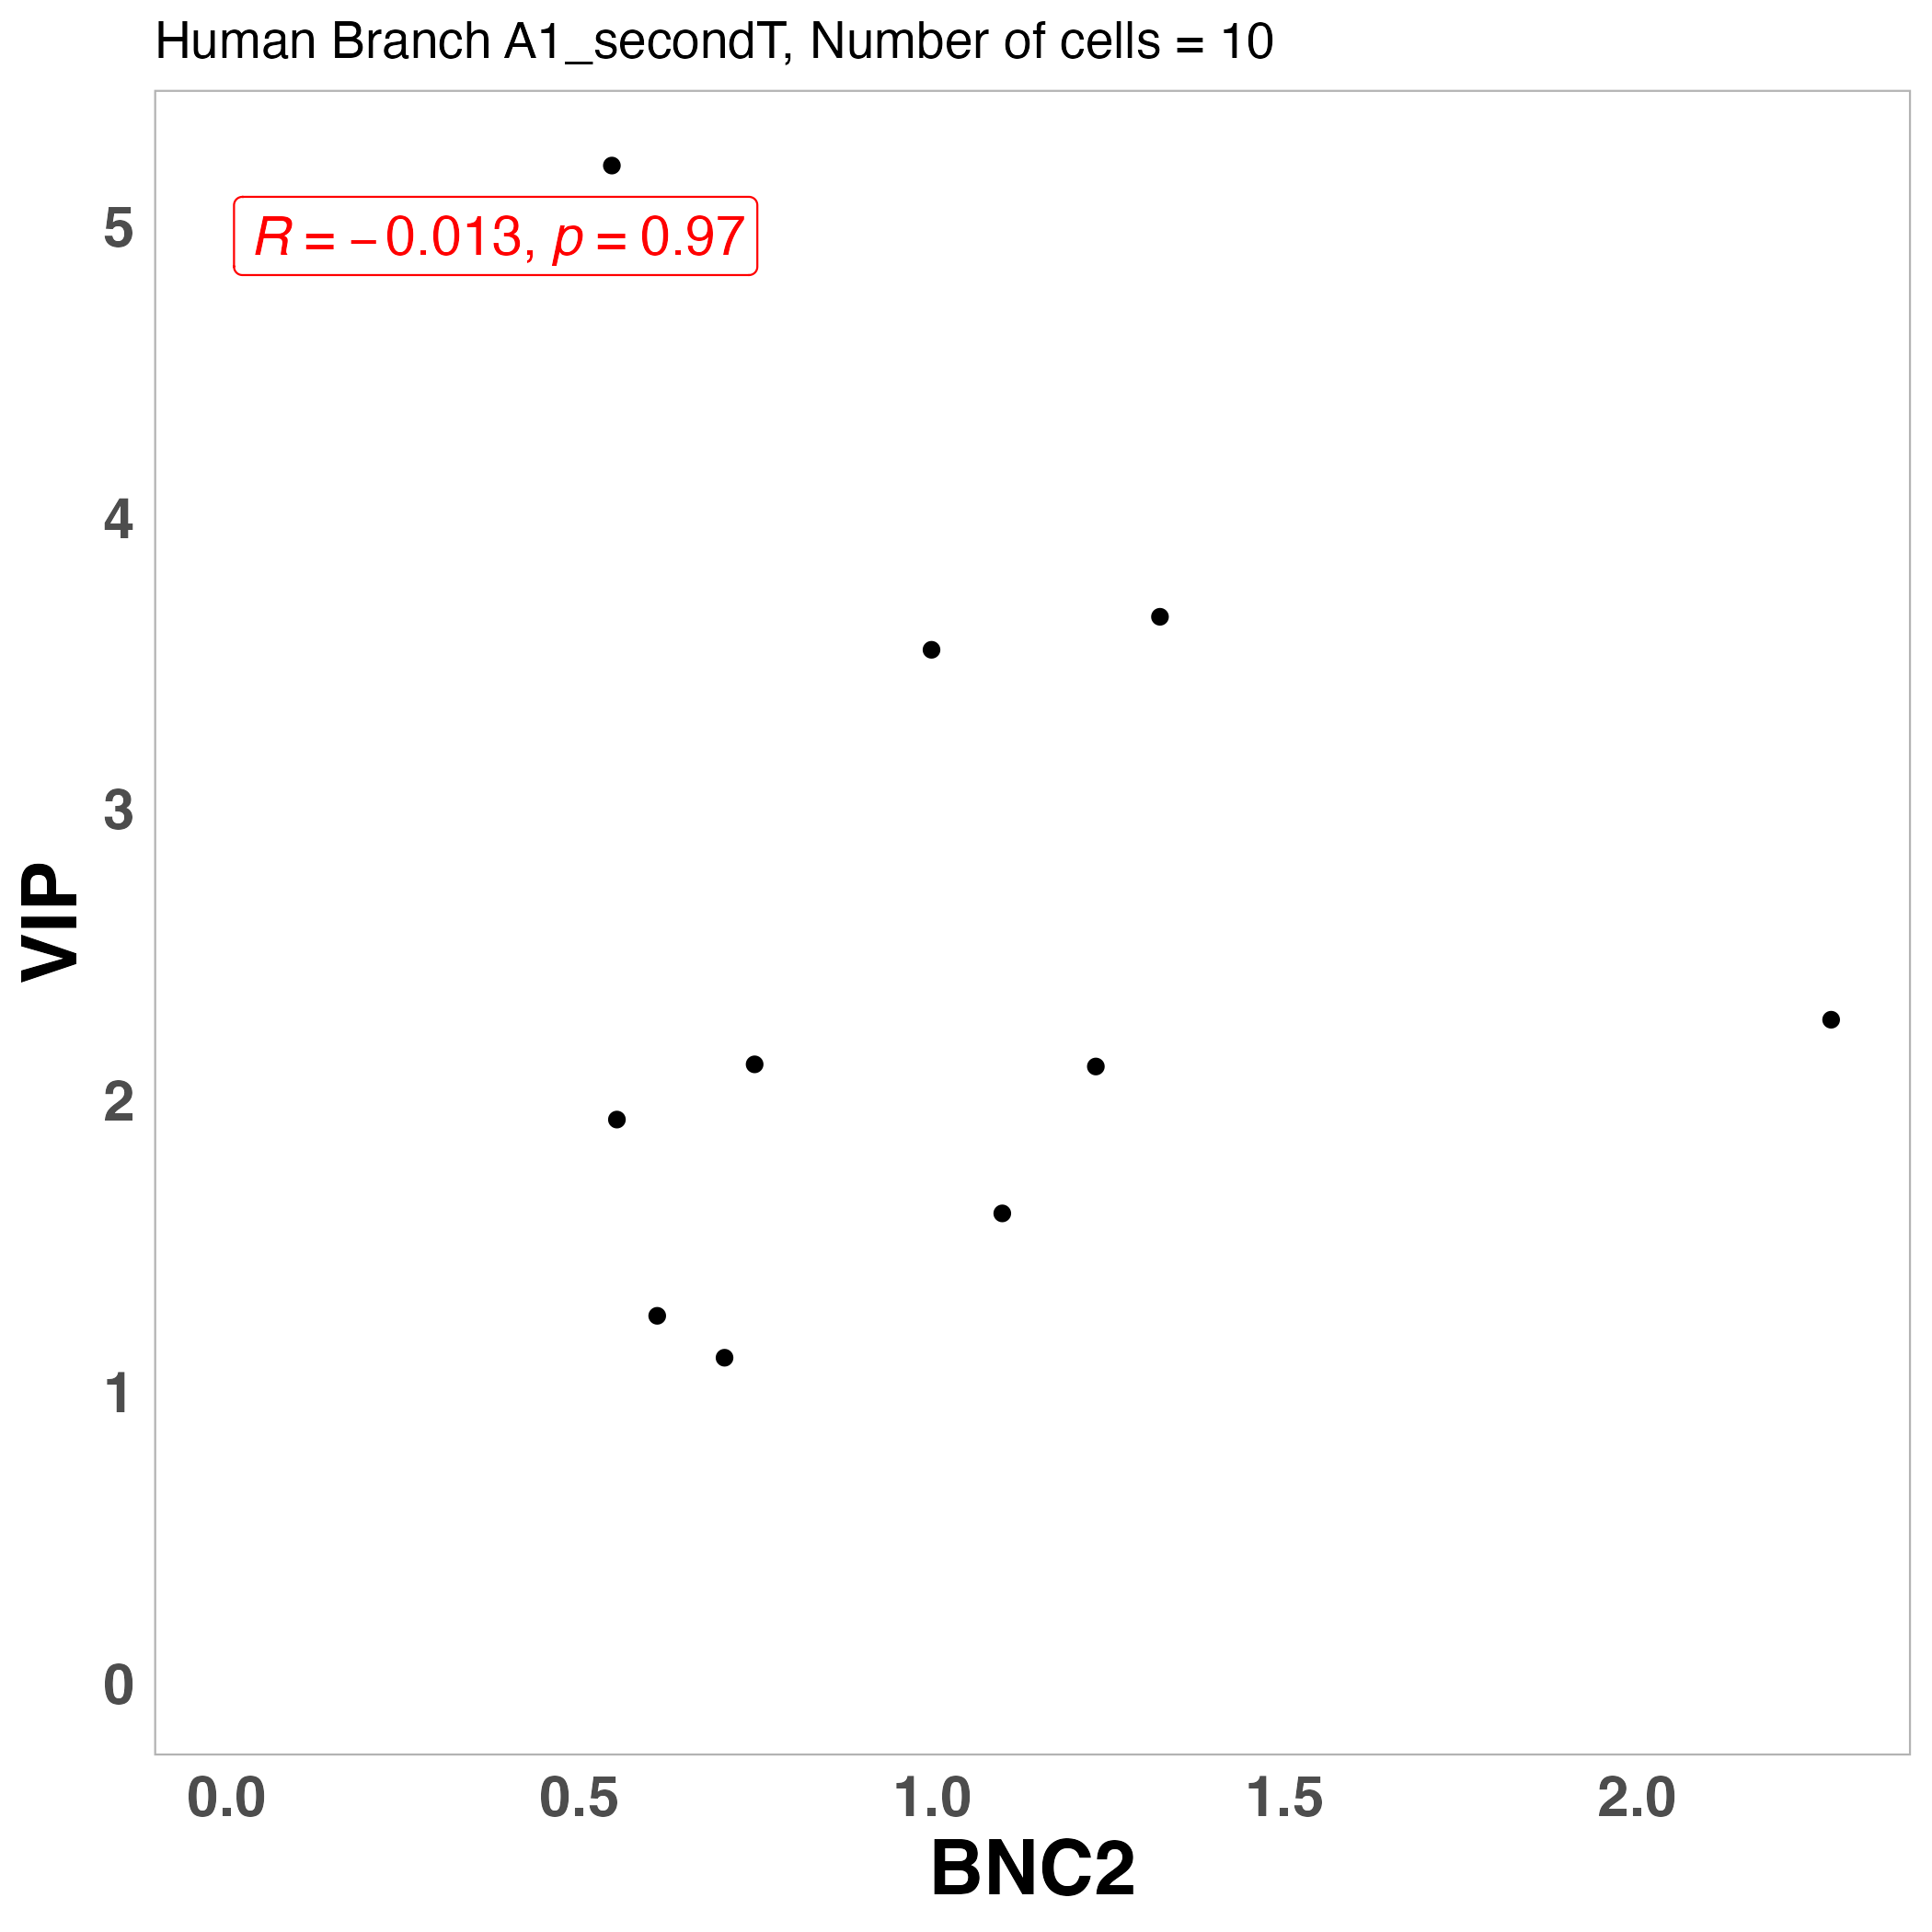 Human Branch A1_secondT, Number of cells = 10
R = −0.013, p = 0.97
5
4
3
2
1
0
VIP
0.0 0.5 1.0 1.5 2.0
BNC2